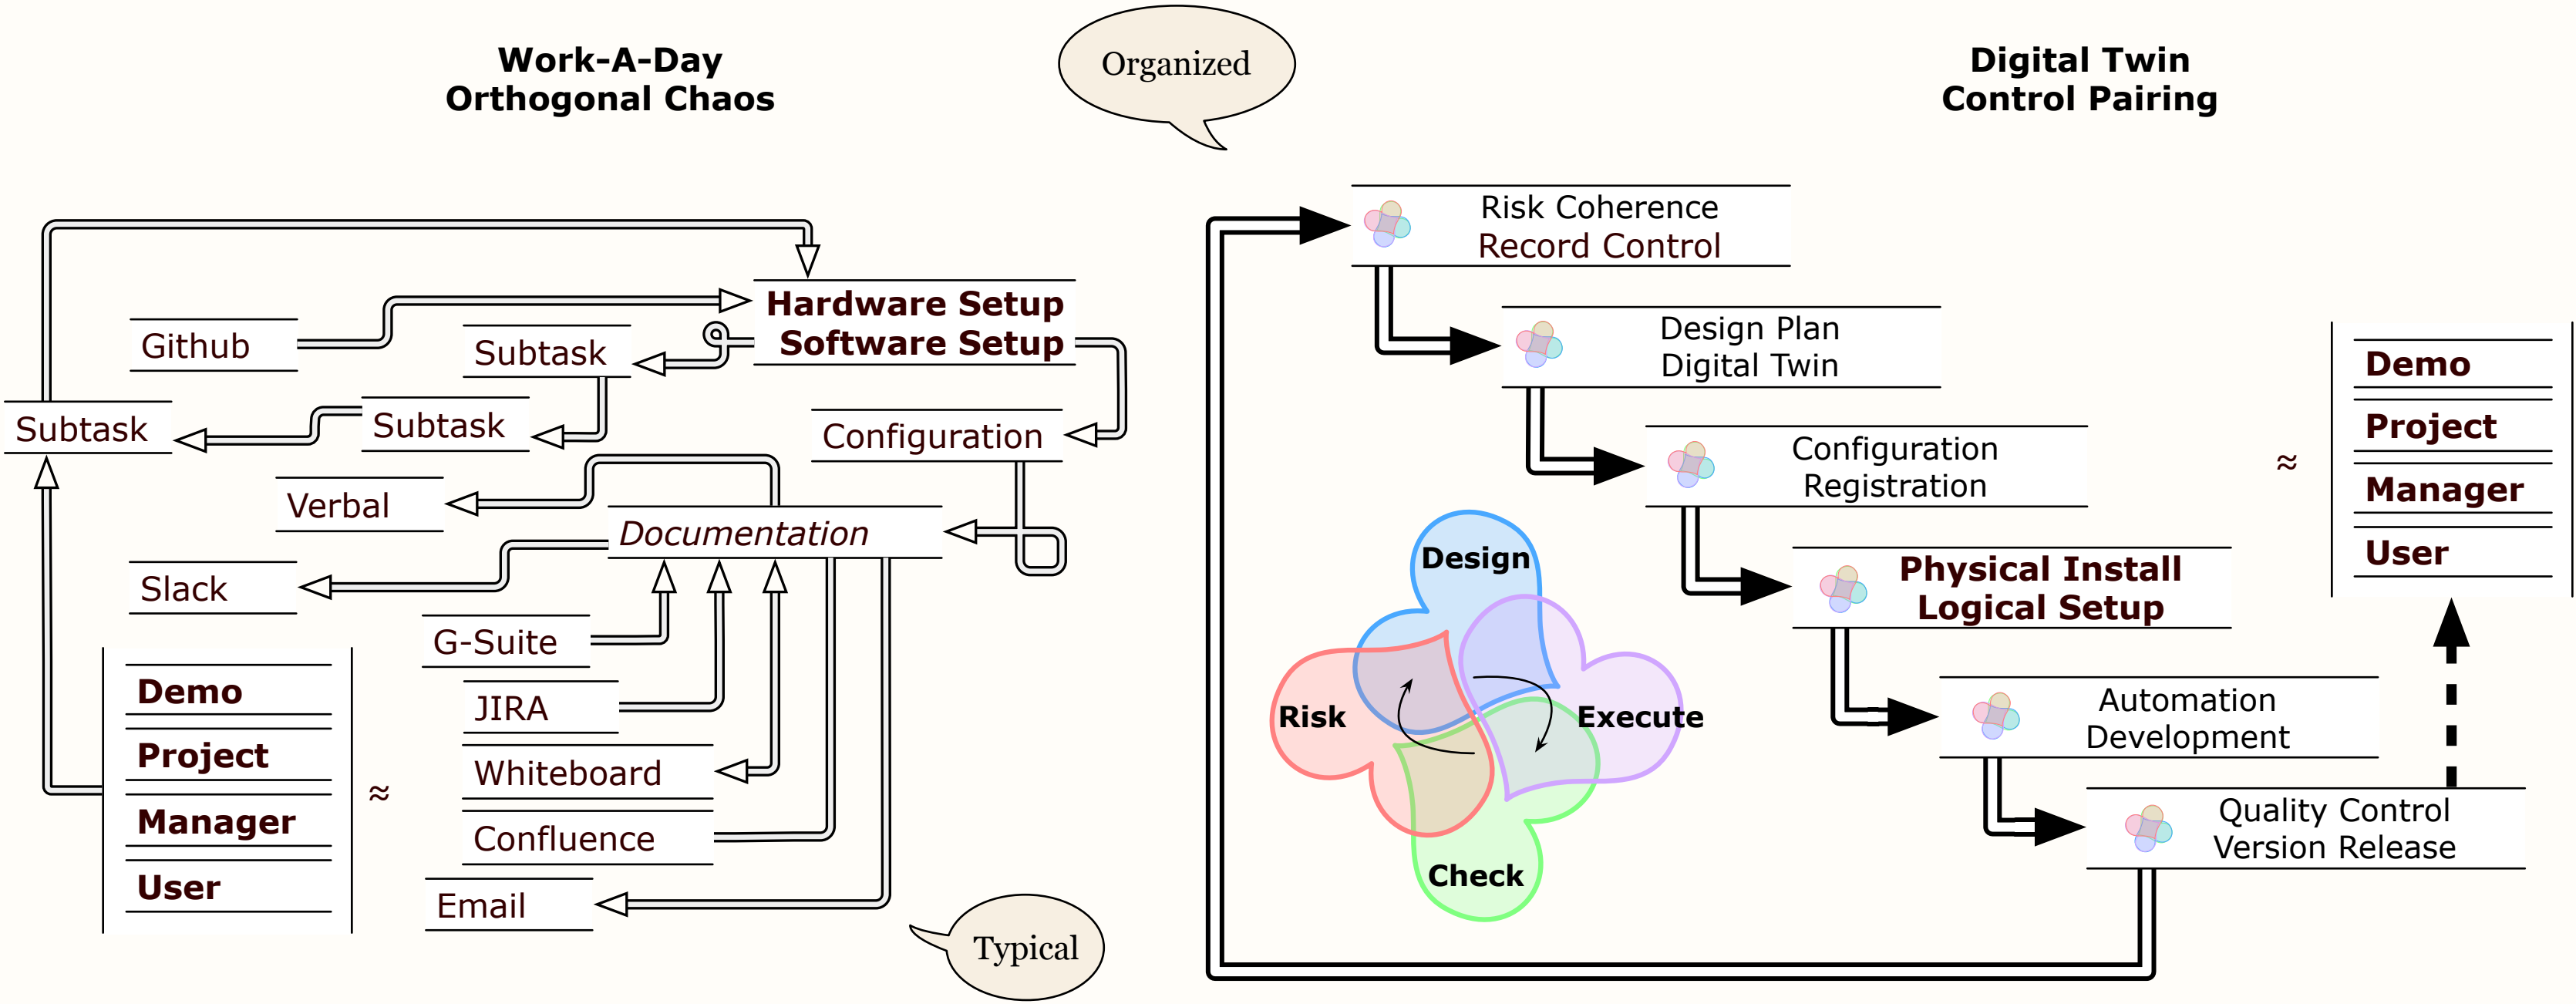 Work-A-Day
Orthogonal Chaos
Organized
Digital Twin
Control Pairing
Hardware Setup
Software Setup
Github
Subtask
Subtask
Subtask
Configuration
Verbal
Documentation
Slack
G-Suite
JIRA
Whiteboard
Confluence
Email
Demo
Project
Manager
User
≈
Typical
Risk Coherence
Record Control
Design Plan
Digital Twin
Configuration
Registration
Physical Install
Logical Setup
Automation
Development
Quality Control
Version Release
Design
Risk
Execute
Check
≈
Demo
Project
Manager
User